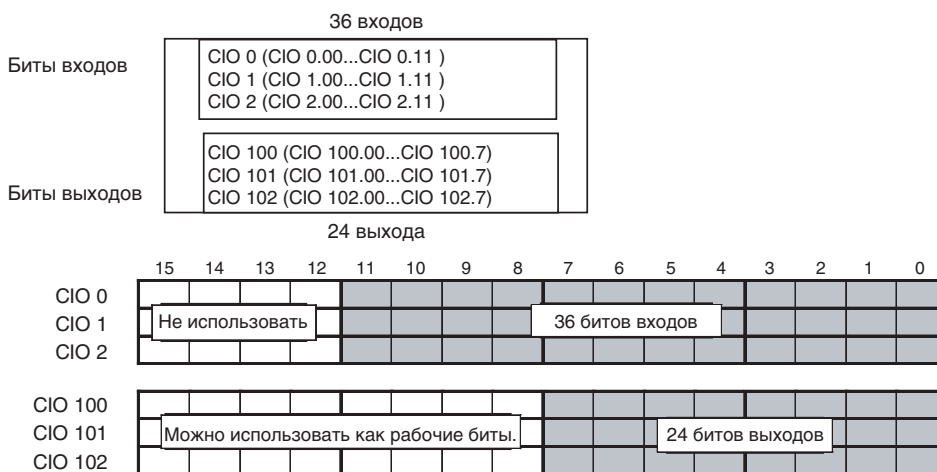 36 входов
Биты входов
CIO 0 (CIO 0.00...CIO 0.11 )
CIO 1 (CIO 1.00...CIO 1.11 )
CIO 2 (CIO 2.00...CIO 2.11 )
CIO 100 (CIO 100.00...CIO 100.7)
CIO 101 (CIO 101.00...CIO 101.7)
Биты выходов
CIO 102 (CIO 102.00...CIO 102.7)
24 выхода
15 14 13 12 11 10 9 8 7 6 5 4 3 2 1 0
CIO 0
CIO 1 Не использовать 36 битов входов
CIO 2
CIO 100
CIO 101 Можно использовать как рабочие биты. 24 битов выходов
CIO 102